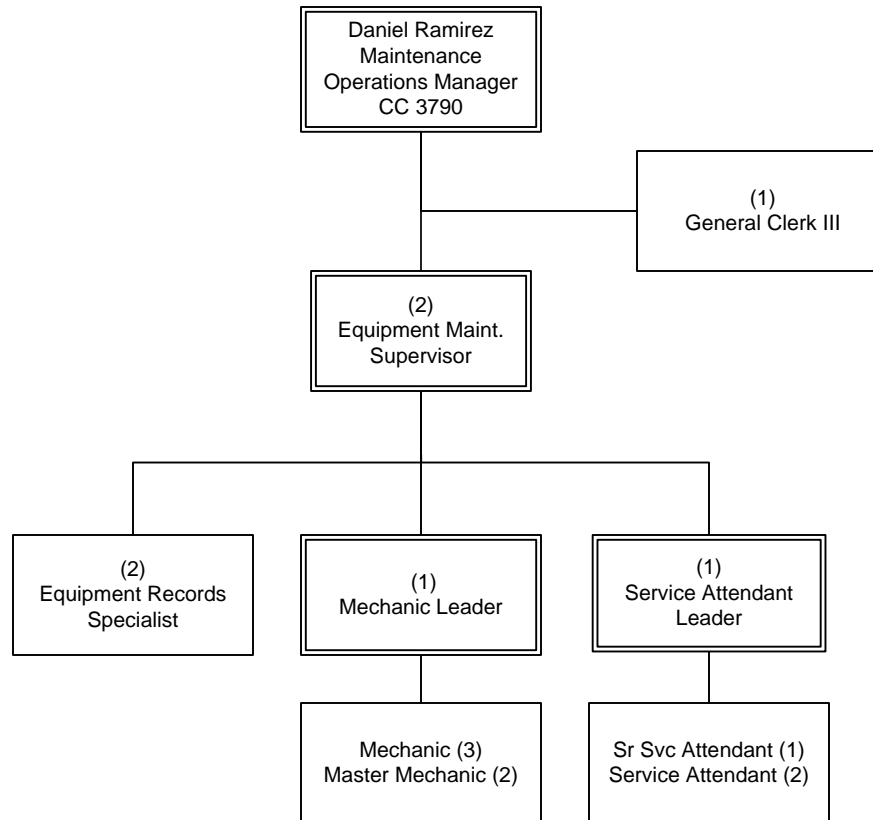 Daniel Ramirez
Maintenance
Operations Manager
CC 3790
(1)
General Clerk III
(2)
Equipment Maint.
Supervisor
(2)
Equipment Records
Specialist
(1)
Mechanic Leader
(1)
Service Attendant
Leader
Mechanic (3)
Master Mechanic (2)
Sr Svc Attendant (1)
Service Attendant (2)